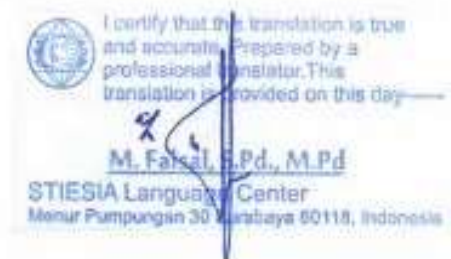 I certify that this translation is true
and accurate. Prepared by a
professional translator. This
translation is provided on this day
M. Faisal, S.Pd., M.Pd
STIESIA Language Center
Menur Pumpungan 30 Surabaya 60118, Indonesia